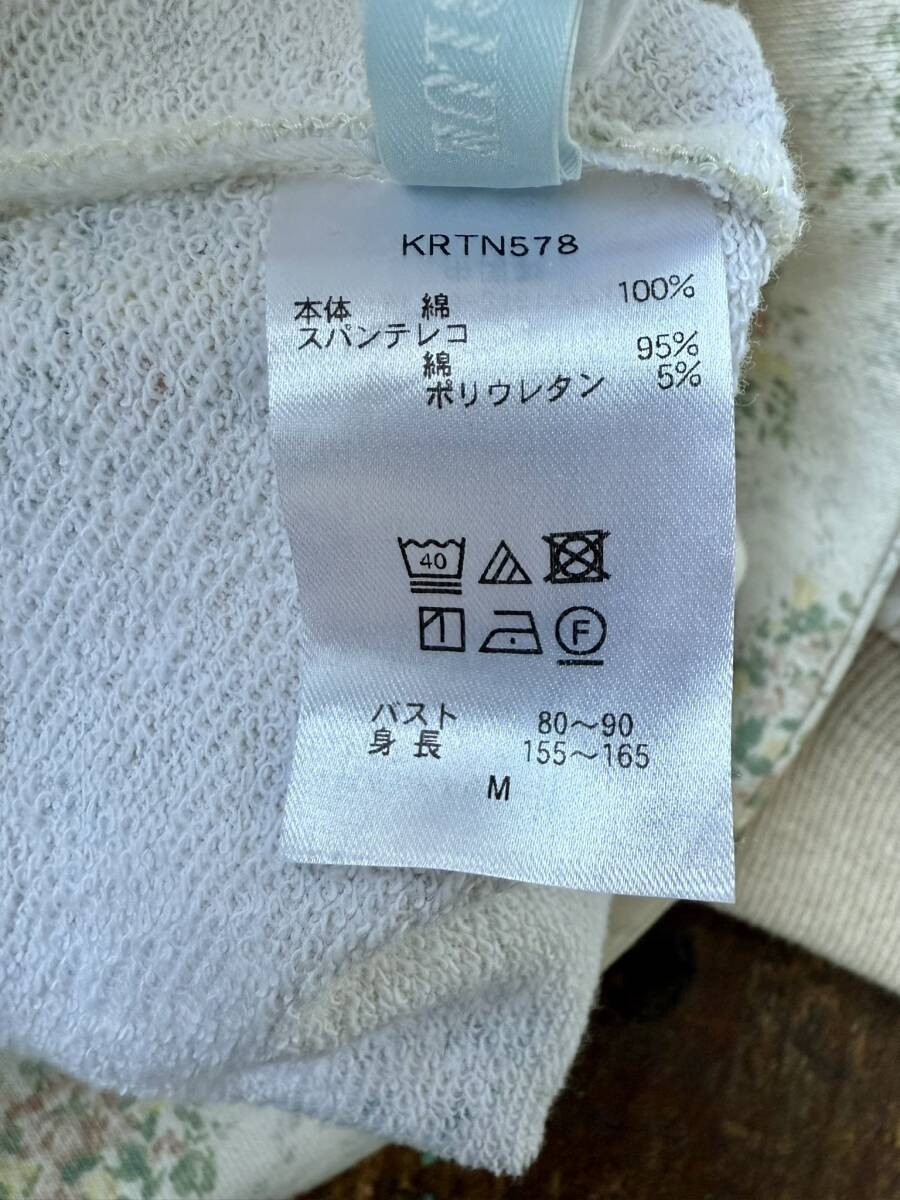 KRTN578
本体 綿 100%
スパンテレコ
綿 95%
ポリウレタン 5%
40
F
バスト 80～90
身長 155～165
M